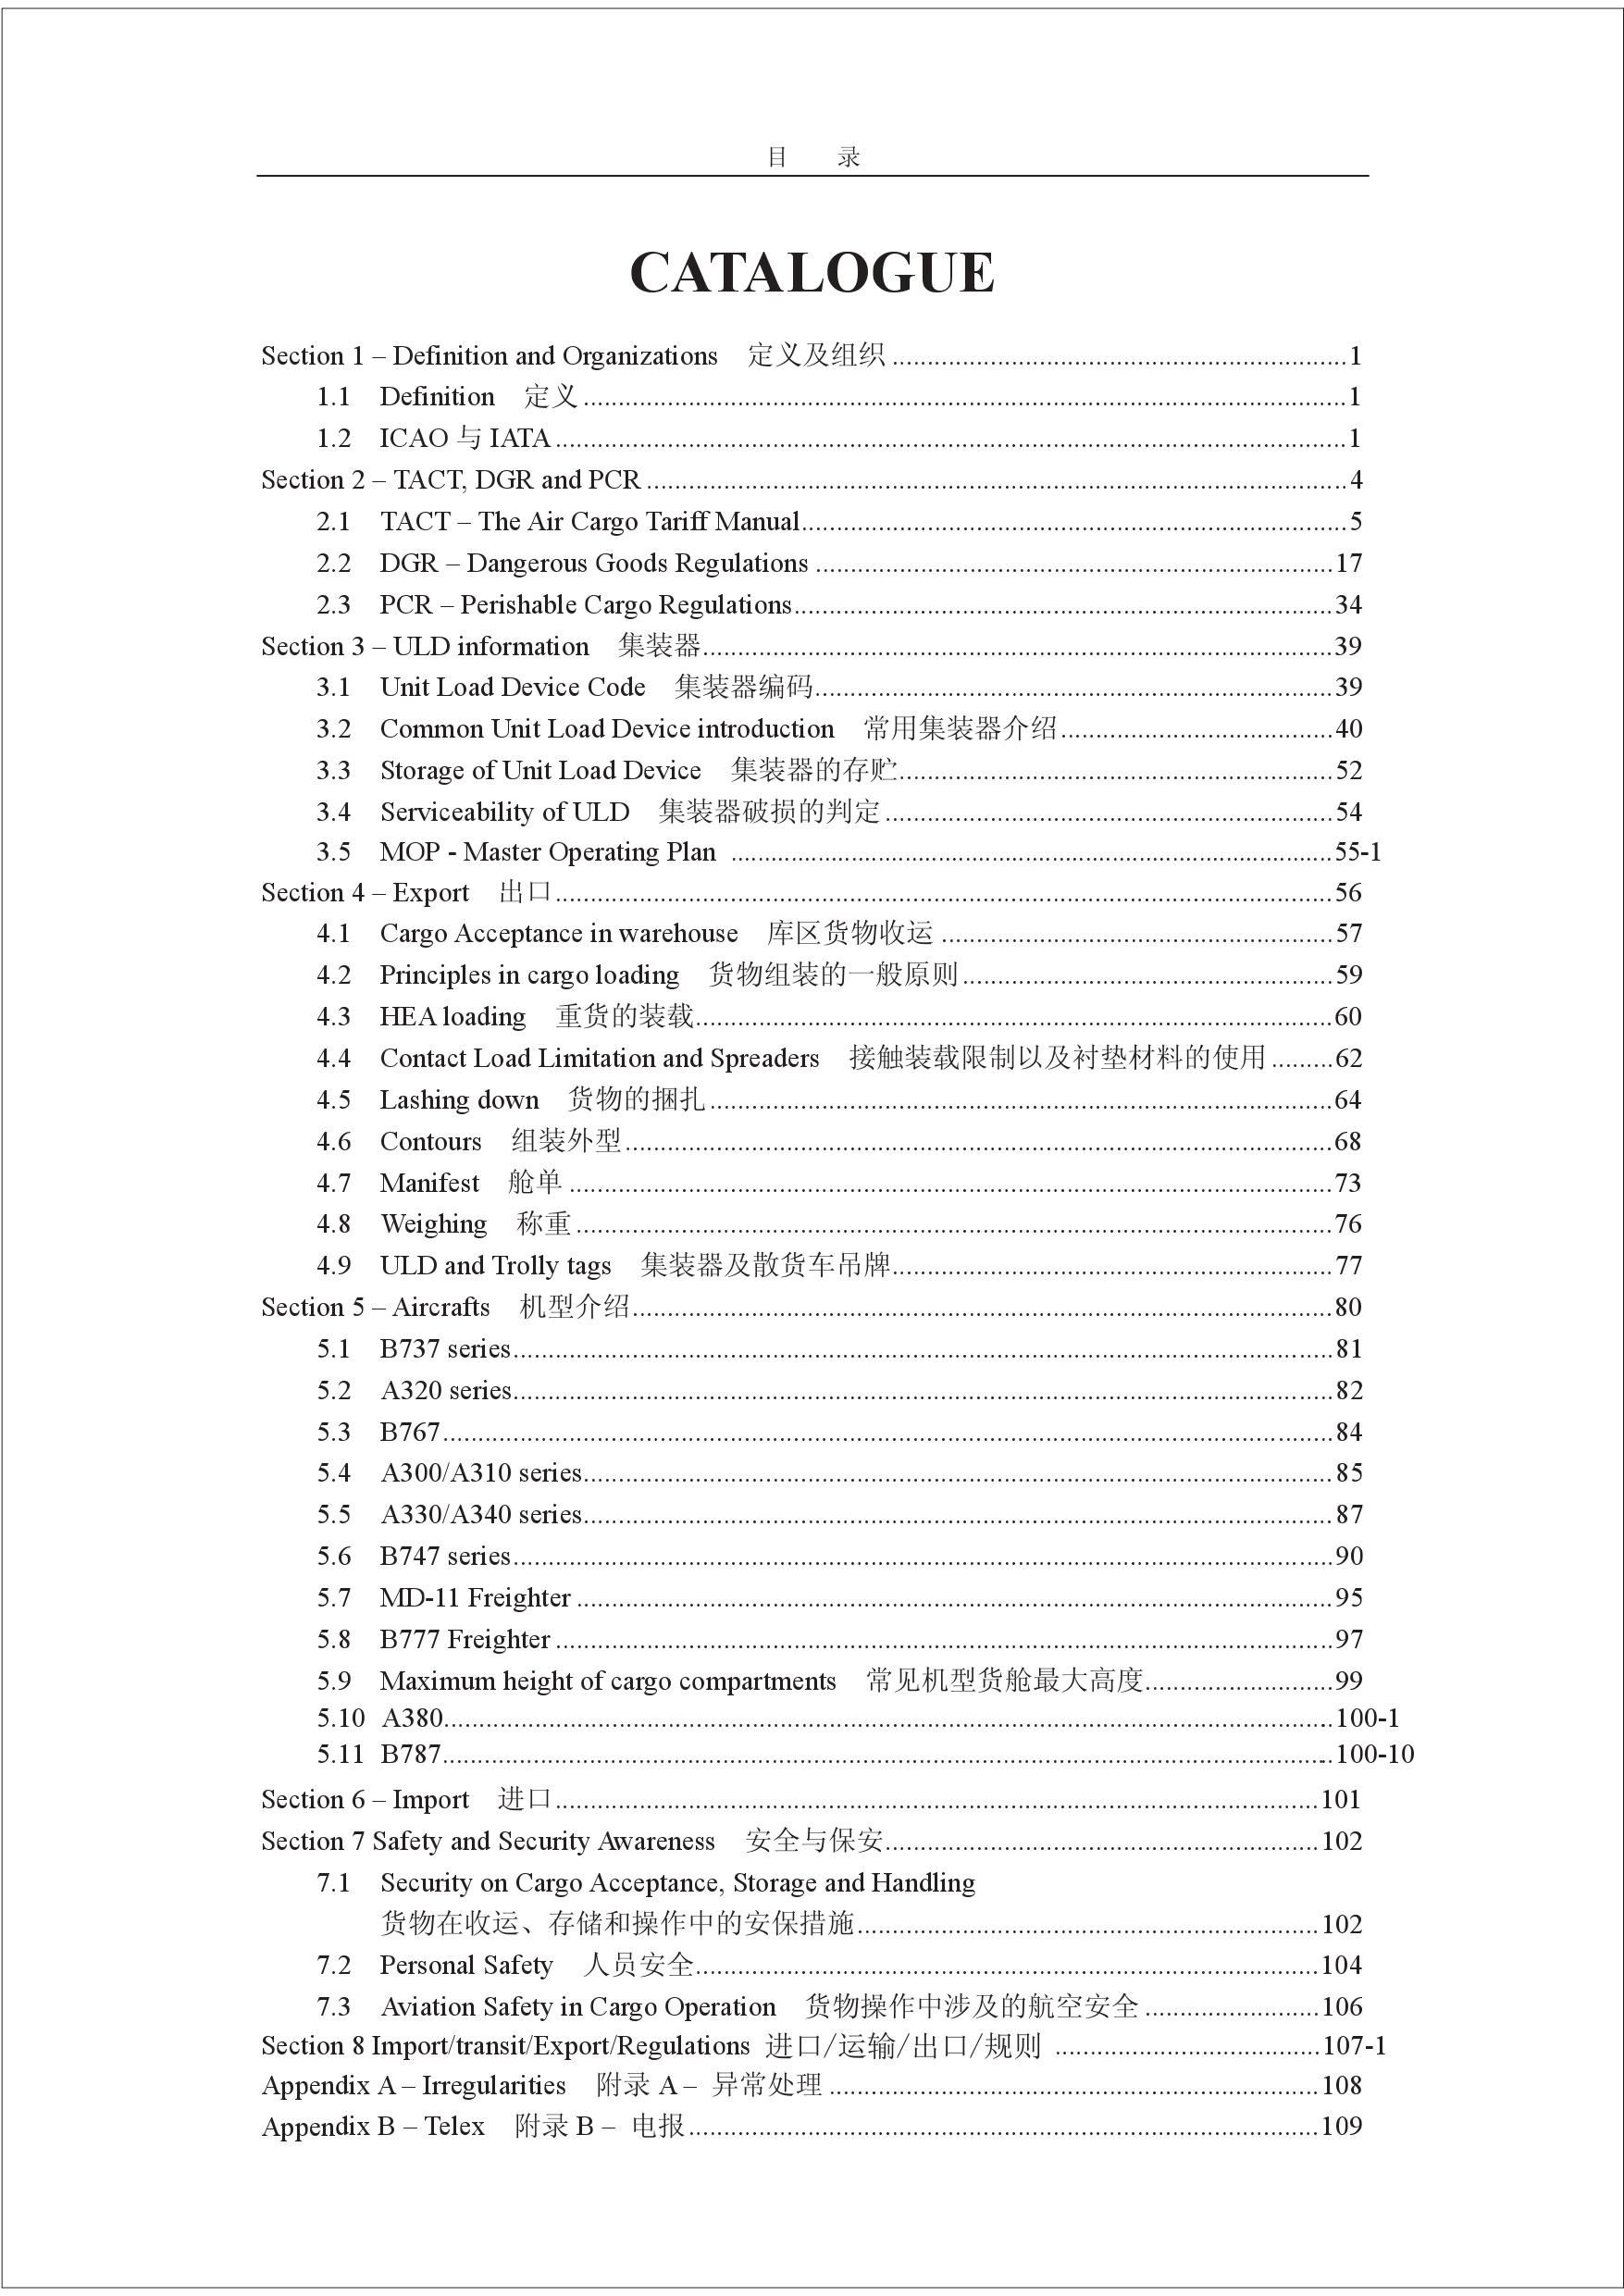 目 录
CATALOGUE
Section 1 – Definition and Organizations 定义及组织 ........ 1
1.1 Definition 定义 ........ 1
1.2 ICAO 与 IATA ........ 1
Section 2 – TACT, DGR and PCR ........ 4
2.1 TACT – The Air Cargo Tariff Manual ........ 5
2.2 DGR – Dangerous Goods Regulations ........ 17
2.3 PCR – Perishable Cargo Regulations ........ 34
Section 3 – ULD information 集装器 ........ 39
3.1 Unit Load Device Code 集装器编码 ........ 39
3.2 Common Unit Load Device introduction 常用集装器介绍 ........ 40
3.3 Storage of Unit Load Device 集装器的存贮 ........ 52
3.4 Serviceability of ULD 集装器破损的判定 ........ 54
3.5 MOP - Master Operating Plan ........ 55-1
Section 4 – Export 出口 ........ 56
4.1 Cargo Acceptance in warehouse 库区货物收运 ........ 57
4.2 Principles in cargo loading 货物组装的一般原则 ........ 59
4.3 HEA loading 重货的装载 ........ 60
4.4 Contact Load Limitation and Spreaders 接触装载限制以及衬垫材料的使用 ........ 62
4.5 Lashing down 货物的捆扎 ........ 64
4.6 Contours 组装外型 ........ 68
4.7 Manifest 舱单 ........ 73
4.8 Weighing 称重 ........ 76
4.9 ULD and Trolly tags 集装器及散货车吊牌 ........ 77
Section 5 – Aircrafts 机型介绍 ........ 80
5.1 B737 series ........ 81
5.2 A320 series ........ 82
5.3 B767 ........ 84
5.4 A300/A310 series ........ 85
5.5 A330/A340 series ........ 87
5.6 B747 series ........ 90
5.7 MD-11 Freighter ........ 95
5.8 B777 Freighter ........ 97
5.9 Maximum height of cargo compartments 常见机型货舱最大高度 ........ 99
5.10 A380 ........ 100-1
5.11 B787 ........ 100-10
Section 6 – Import 进口 ........ 101
Section 7 Safety and Security Awareness 安全与保安 ........ 102
7.1 Security on Cargo Acceptance, Storage and Handling
货物在收运、存储和操作中的安保措施 ........ 102
7.2 Personal Safety 人员安全 ........ 104
7.3 Aviation Safety in Cargo Operation 货物操作中涉及的航空安全 ........ 106
Section 8 Import/transit/Export/Regulations 进口/运输/出口/规则 ........ 107-1
Appendix A – Irregularities 附录 A – 异常处理 ........ 108
Appendix B – Telex 附录 B – 电报 ........ 109